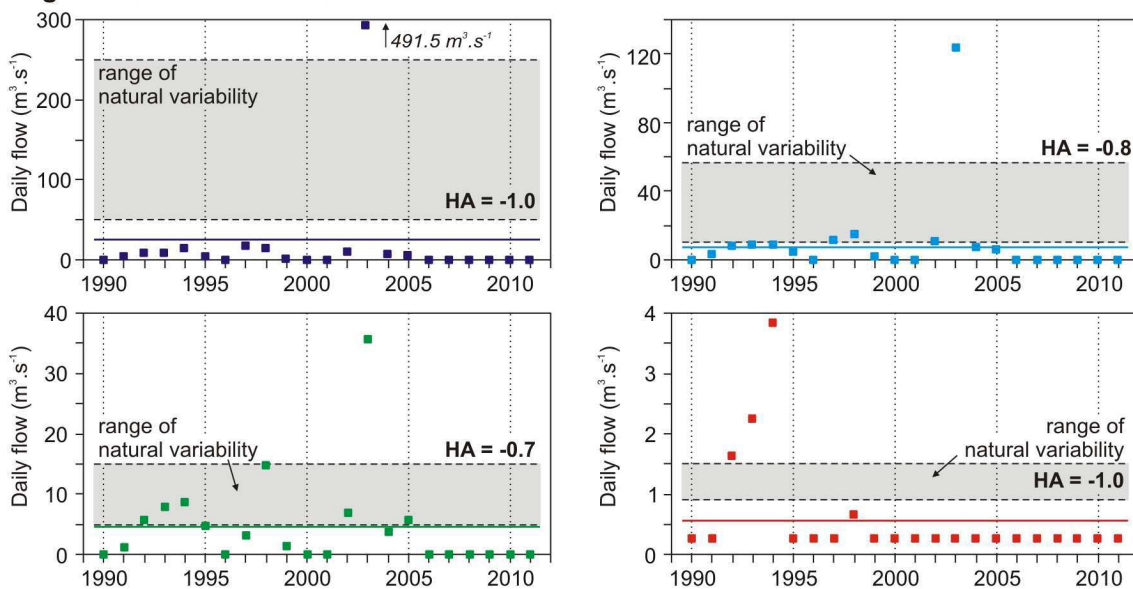 300
200
100
0
Daily flow (m³.s⁻¹)
491.5 m³.s⁻¹
range of
natural variability
HA = -1.0
1990
1995
2000
2005
2010
120
80
40
0
Daily flow (m³.s⁻¹)
range of
natural variability
HA = -0.8
1990
1995
2000
2005
2010
40
30
20
10
0
Daily flow (m³.s⁻¹)
range of
natural variability
HA = -0.7
1990
1995
2000
2005
2010
4
3
2
1
0
Daily flow (m³.s⁻¹)
range of
natural variability
HA = -1.0
1990
1995
2000
2005
2010